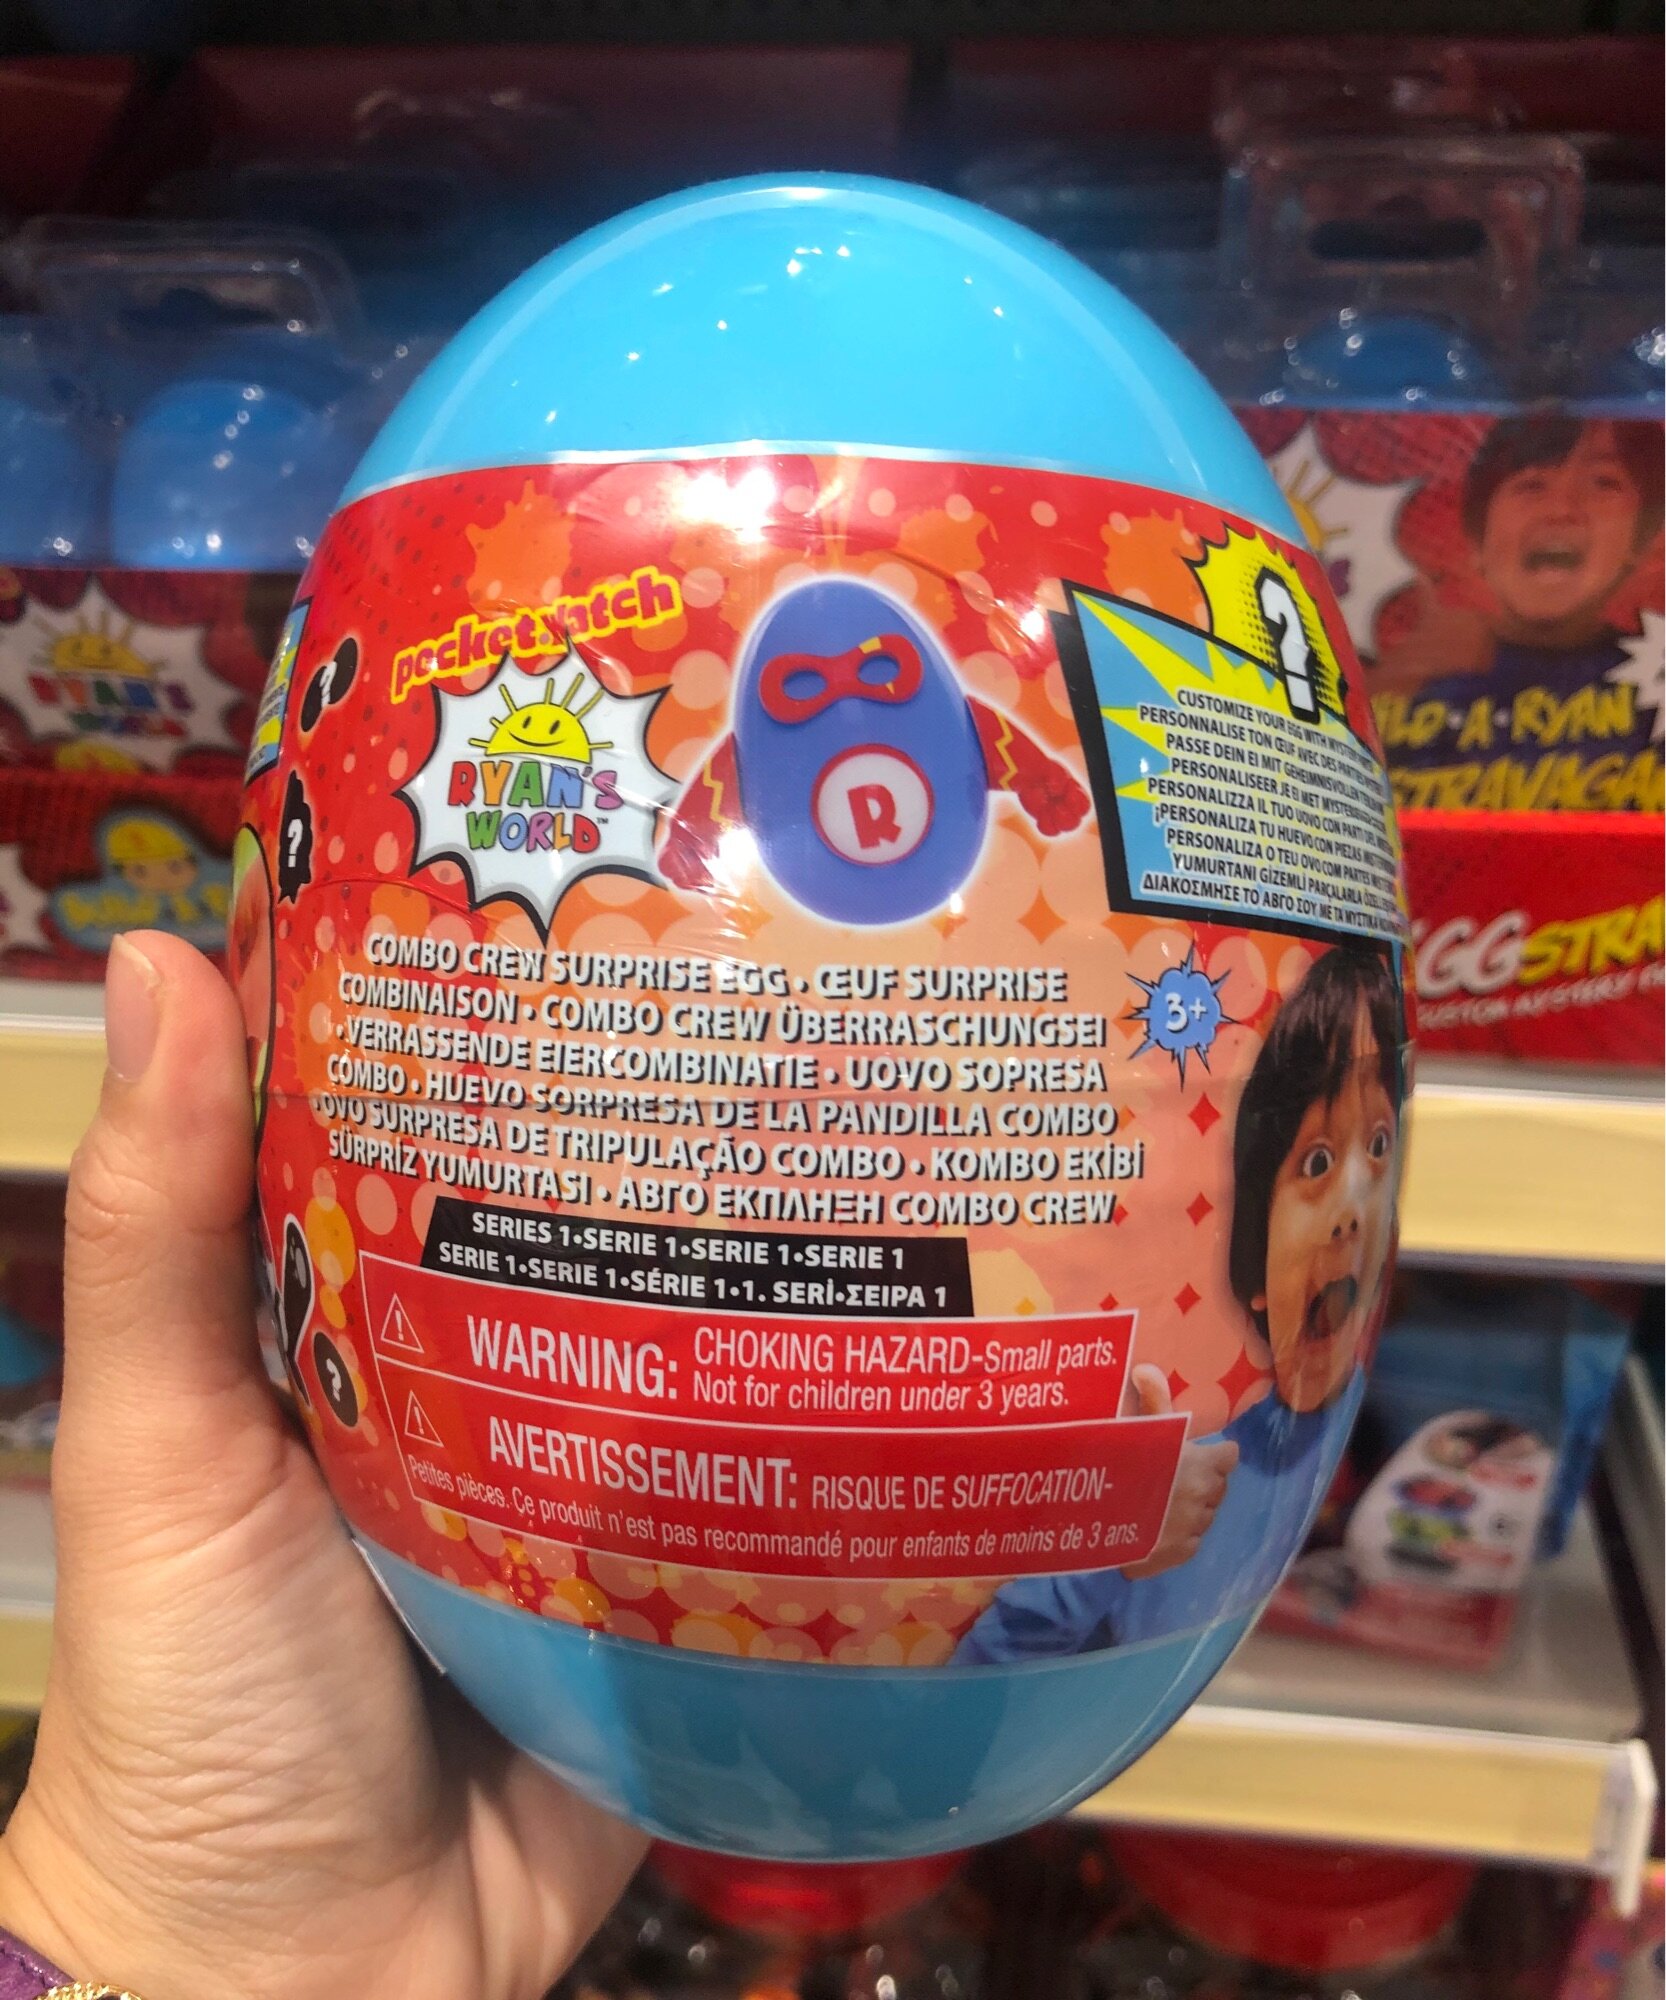 pocket.watch
RYAN'S
WORLD™
R
?
CUSTOMIZE YOUR EGG WITH
PERSONNALISE TON ŒUF AVEC DES PARTIES
PASSE DEIN EI MIT GEHEIMNISVOLLEN
PERSONALISEER JE EI MET
PERSONALIZZA IL TUO UOVO CON PARTI
¡PERSONALIZA TU HUEVO CON PIEZAS
PERSONALIZA O TEU OVO COM PARTES
YUMURTANI GİZEMLİ PARÇALARLA
ΔΙΑΚΟΣΜΗΣΕ ΤΟ ΑΒΓΟ ΣΟΥ ΜΕ ΤΑ
?
?
?
COMBO CREW SURPRISE EGG • ŒUF SURPRISE
COMBINAISON • COMBO CREW ÜBERRASCHUNGSEI
• VERRASSENDE EIERCOMBINATIE • UOVO SOPRESA
COMBO • HUEVO SORPRESA DE LA PANDILLA COMBO
• OVO SURPRESA DE TRIPULAÇÃO COMBO • KOMBO EKİBİ
SÜRPRİZ YUMURTASI • ΑΒΓΟ ΕΚΠΛΗΞΗ COMBO CREW
3+
SERIES 1•SERIE 1•SERIE 1•SERIE 1
SERIE 1•SERIE 1•SÉRIE 1•1. SERİ•ΣΕΙΡΑ 1
WARNING: CHOKING HAZARD-Small parts.
Not for children under 3 years.
AVERTISSEMENT: RISQUE DE SUFFOCATION-
Petites pièces. Ce produit n'est pas recommandé pour enfants de moins de 3 ans.
RYAN'S
WORLD
A-RYAN
EGG